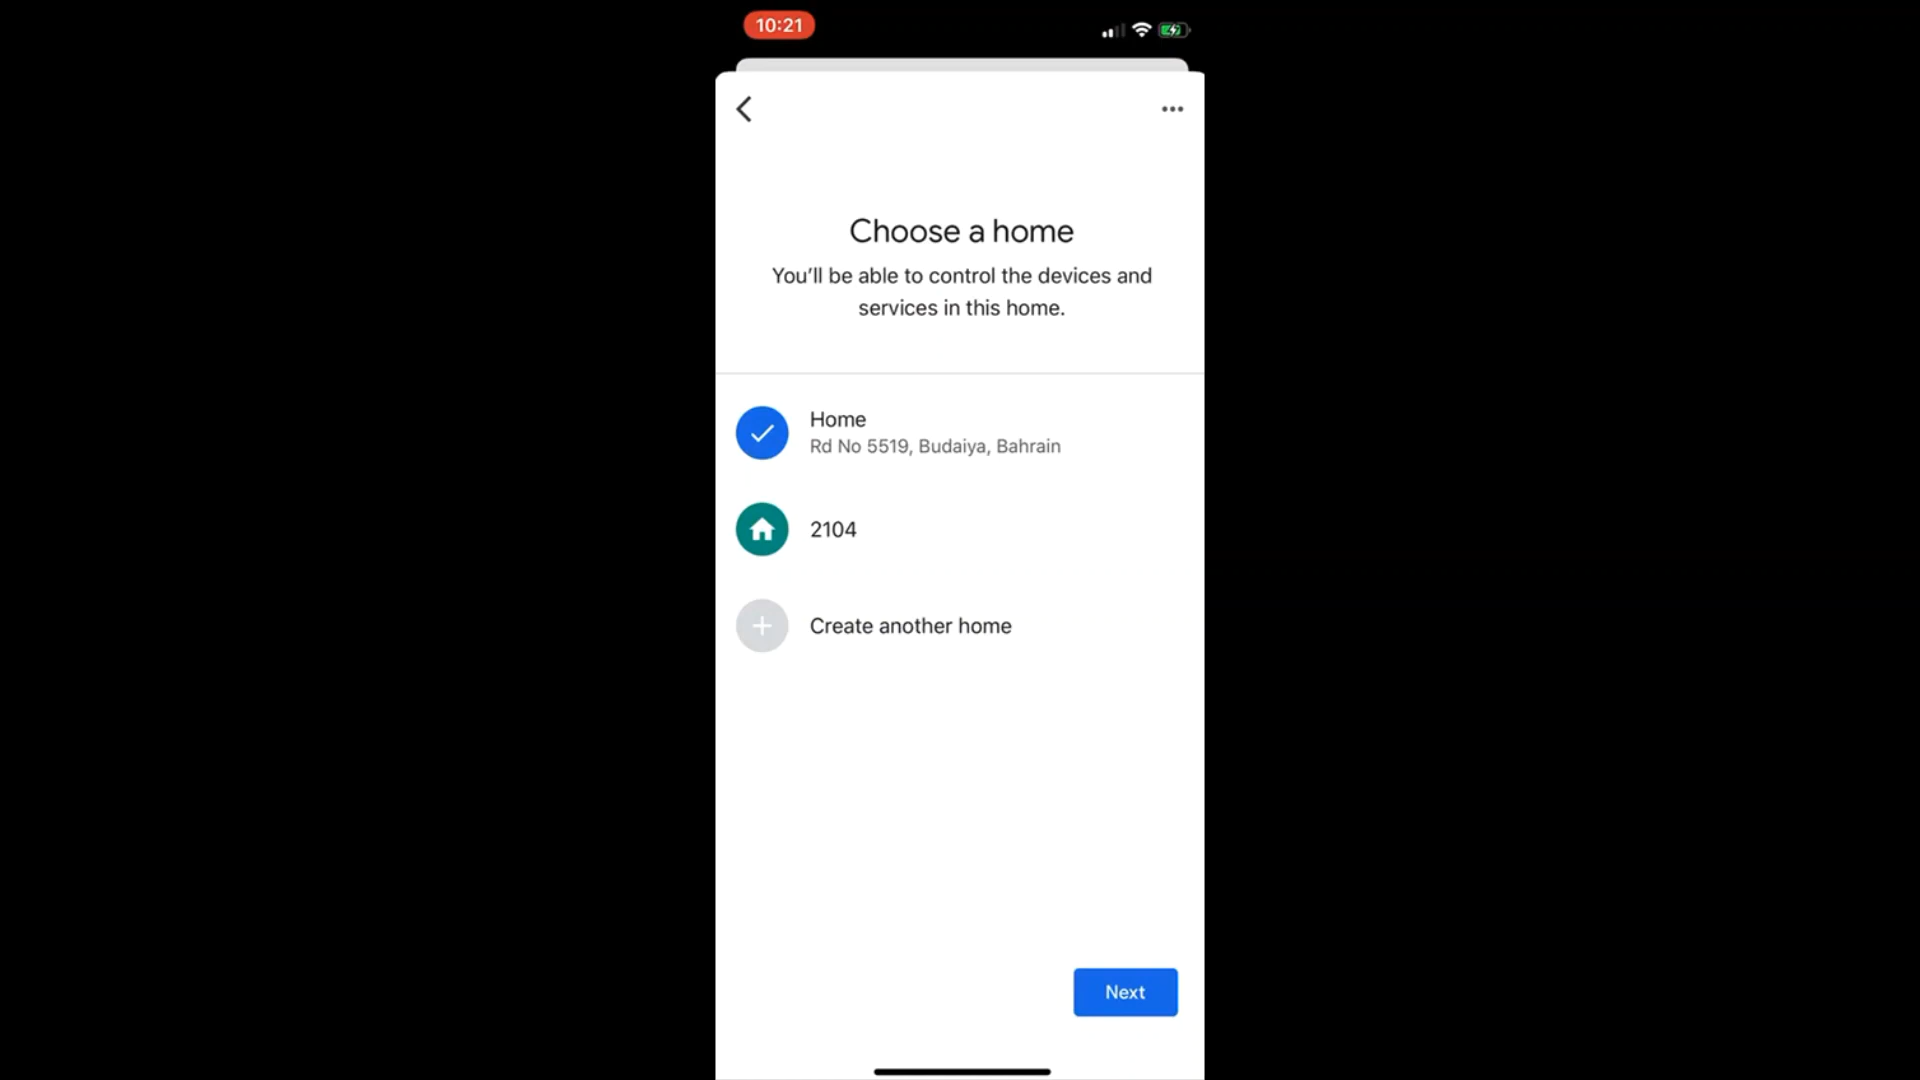 10:21
Choose a home
You'll be able to control the devices and
services in this home.
Home
Rd No 5519, Budaiya, Bahrain
2104
Create another home
Next